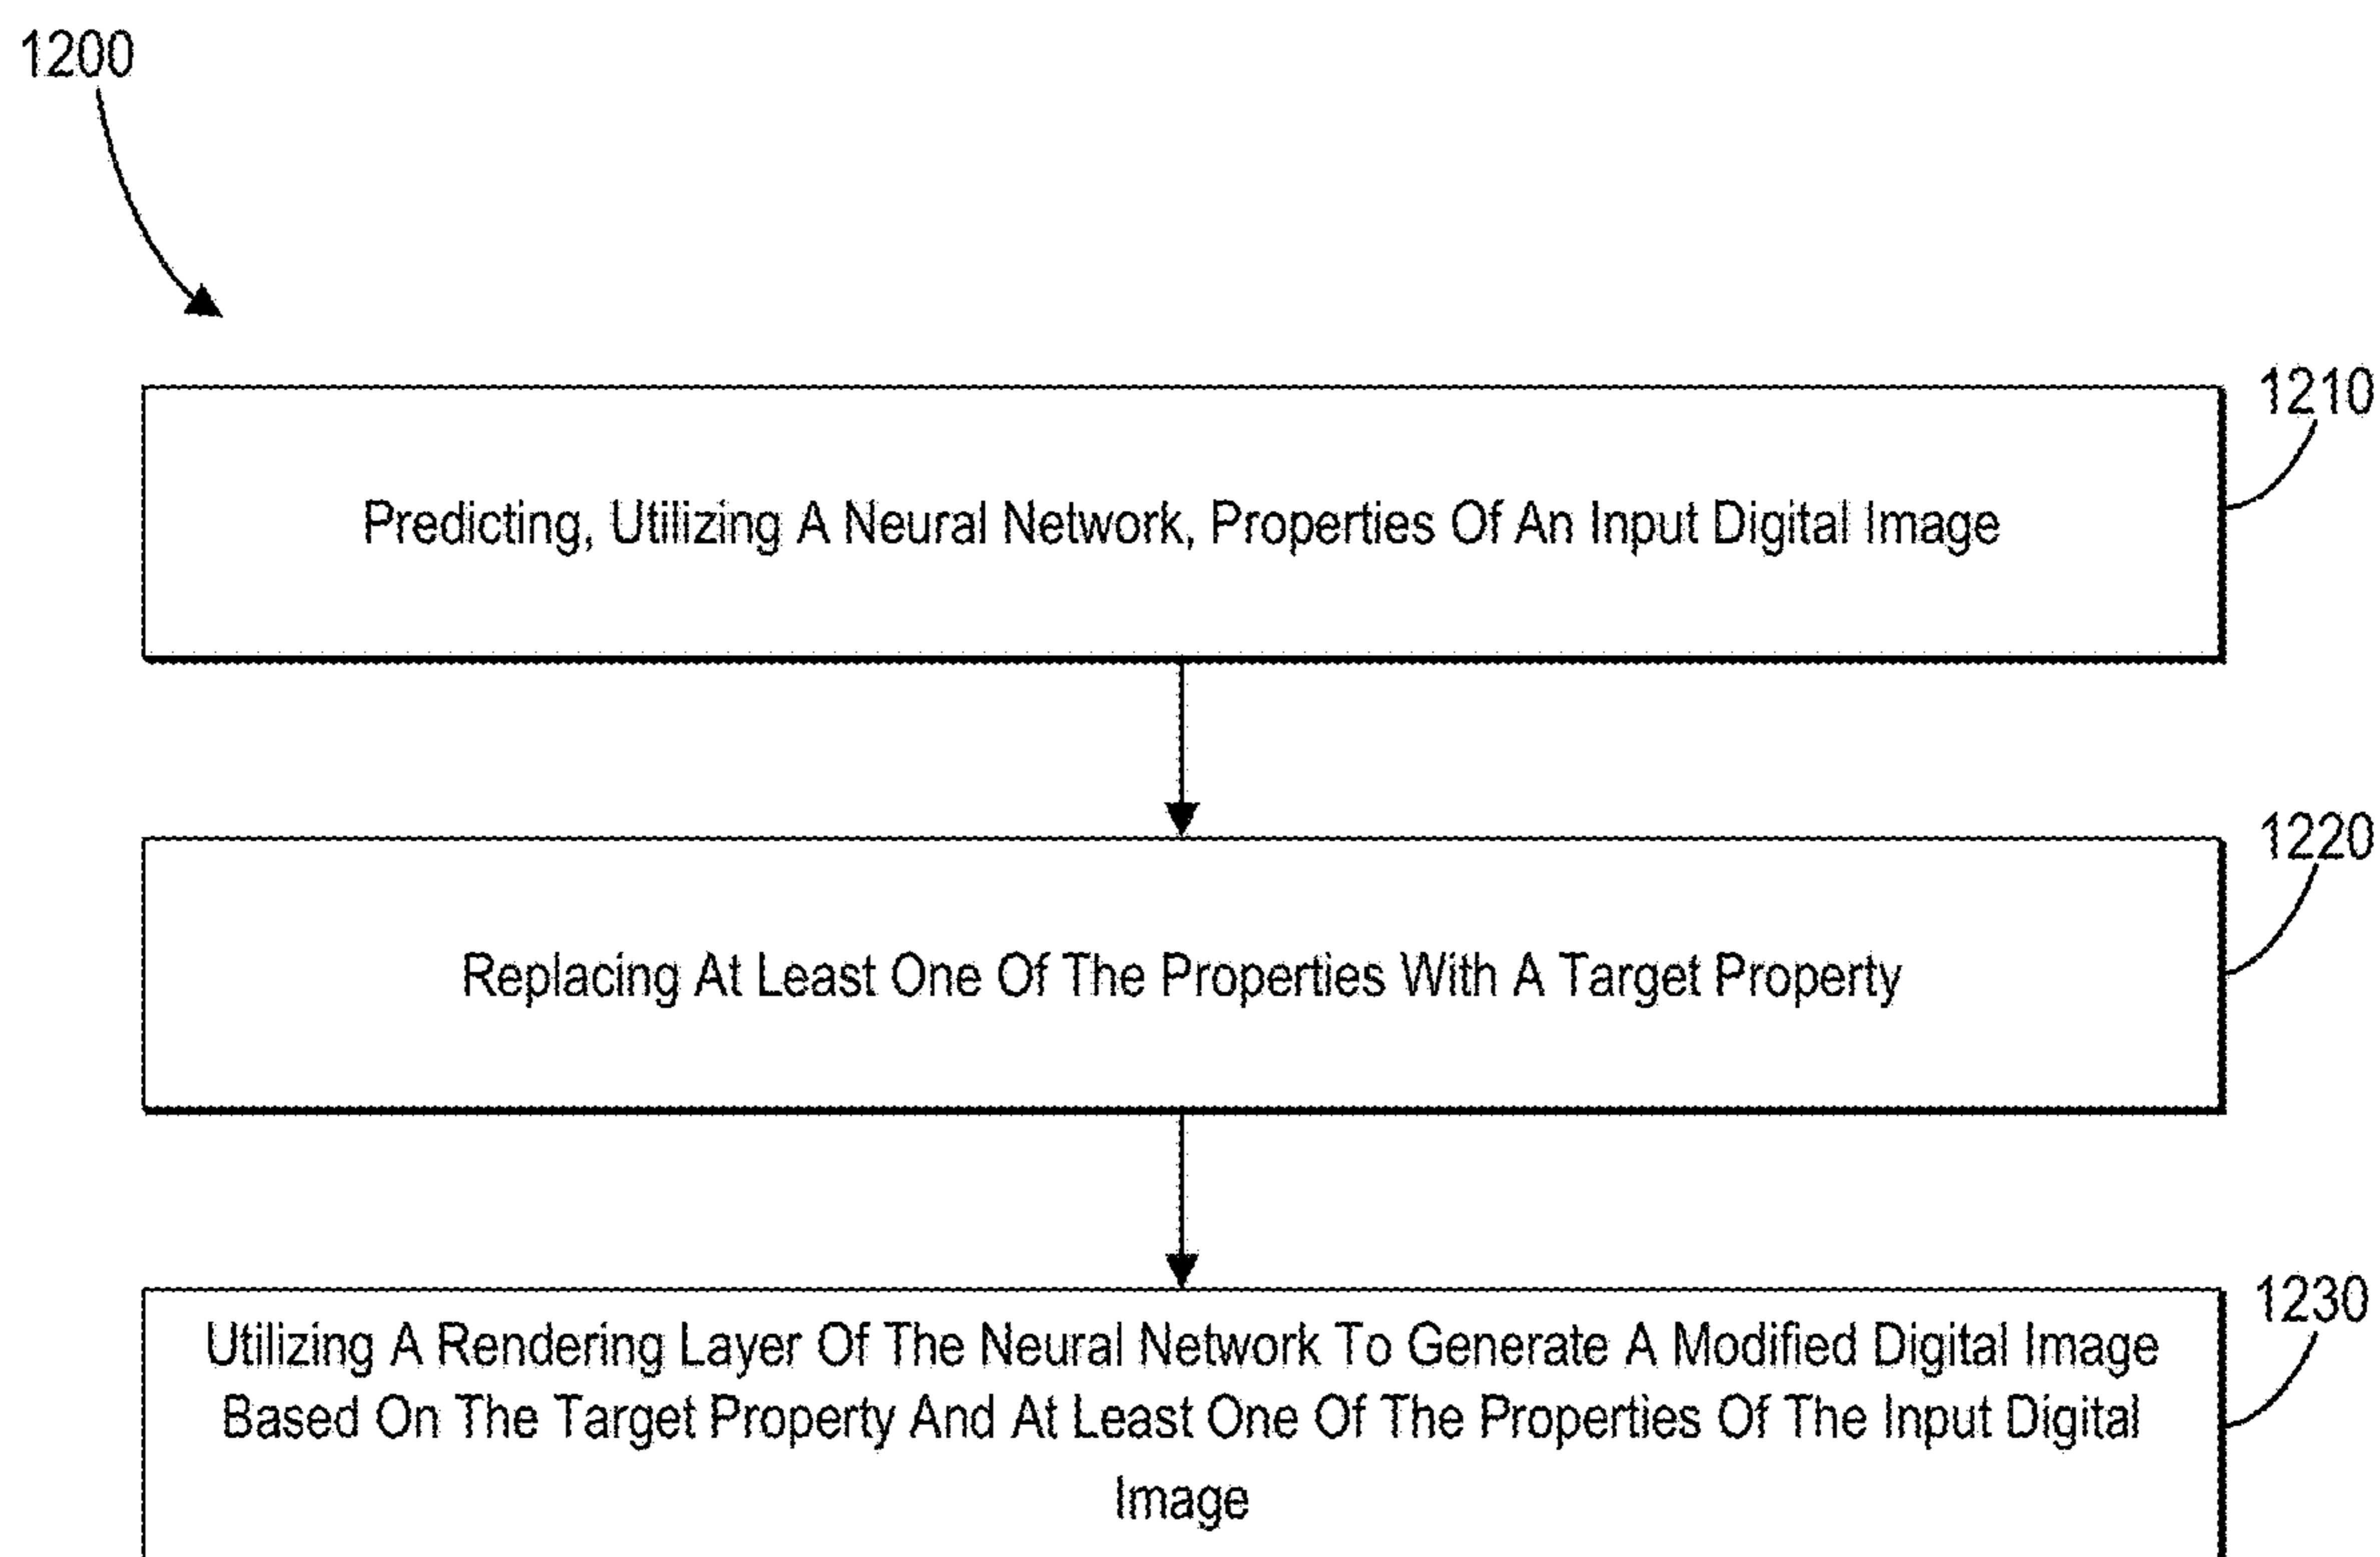 1200
1210
Predicting, Utilizing A Neural Network, Properties Of An Input Digital Image
1220
Replacing At Least One Of The Properties With A Target Property
1230
Utilizing A Rendering Layer Of The Neural Network To Generate A Modified Digital Image
Based On The Target Property And At Least One Of The Properties Of The Input Digital
Image